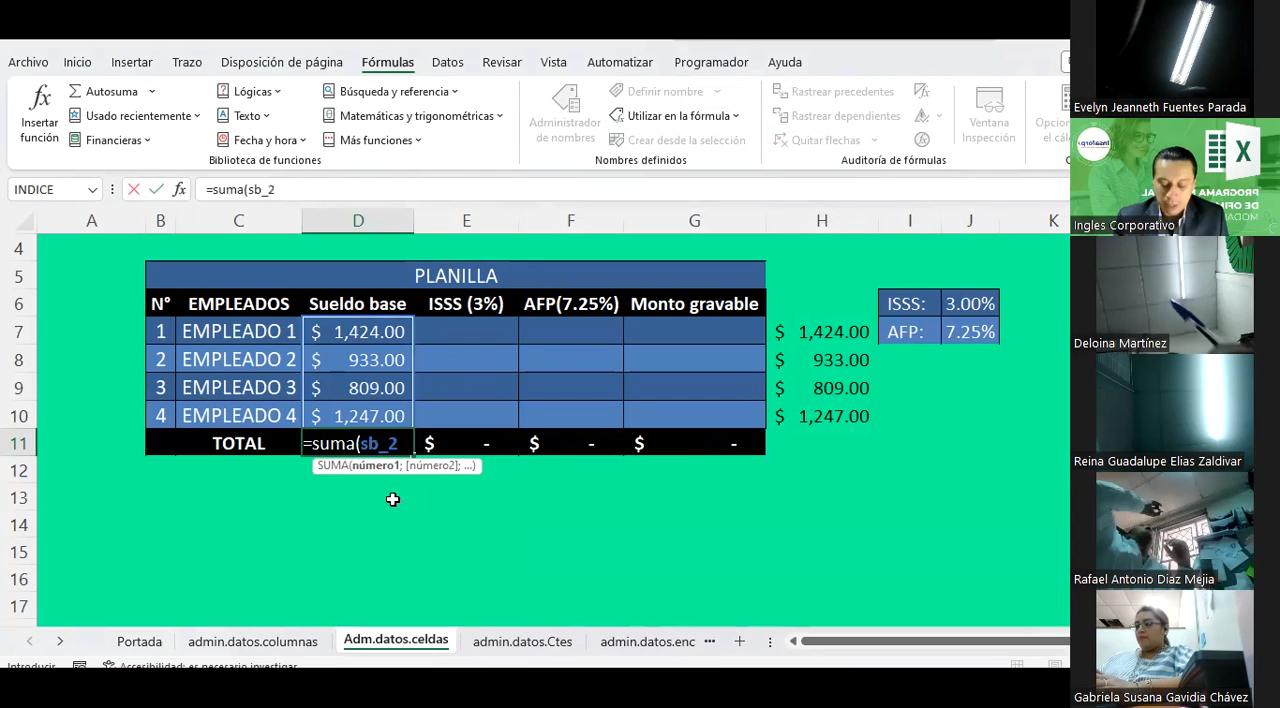 Archivo Inicio Insertar Trazo Disposición de página Fórmulas Datos Revisar Vista Automatizar Programador Ayuda
Insertar función
Autosuma
Usado recientemente
Financieras
Lógicas
Texto
Fecha y hora
Búsqueda y referencia
Matemáticas y trigonométricas
Más funciones
Biblioteca de funciones
Administrador de nombres
Definir nombre
Utilizar en la fórmula
Crear desde la selección
Nombres definidos
Rastrear precedentes
Rastrear dependientes
Quitar flechas
Auditoría de fórmulas
Ventana Inspección
INDICE
fx
=suma(sb_2
A B C D E F G H I J K
4
5 PLANILLA
6 N° EMPLEADOS Sueldo base ISSS (3%) AFP(7.25%) Monto gravable ISSS: 3.00%
7 1 EMPLEADO 1 $ 1,424.00 $ 1,424.00 AFP: 7.25%
8 2 EMPLEADO 2 $ 933.00 $ 933.00
9 3 EMPLEADO 3 $ 809.00 $ 809.00
10 4 EMPLEADO 4 $ 1,247.00 $ 1,247.00
11 TOTAL =suma(sb_2 $ - $ - $ -
SUMA(número1; [número2]; ...)
12
13
14
15
16
17
Portada admin.datos.columnas Adm.datos.celdas admin.datos.Ctes admin.datos.enc
Introducir Accesibilidad: es necesario investigar
Evelyn Jeanneth Fuentes Parada
Ingles Corporativo
Deloina Martínez
Reina Guadalupe Elias Zaldivar
Rafael Antonio Diaz Mejia
Gabriela Susana Gavidia Chávez